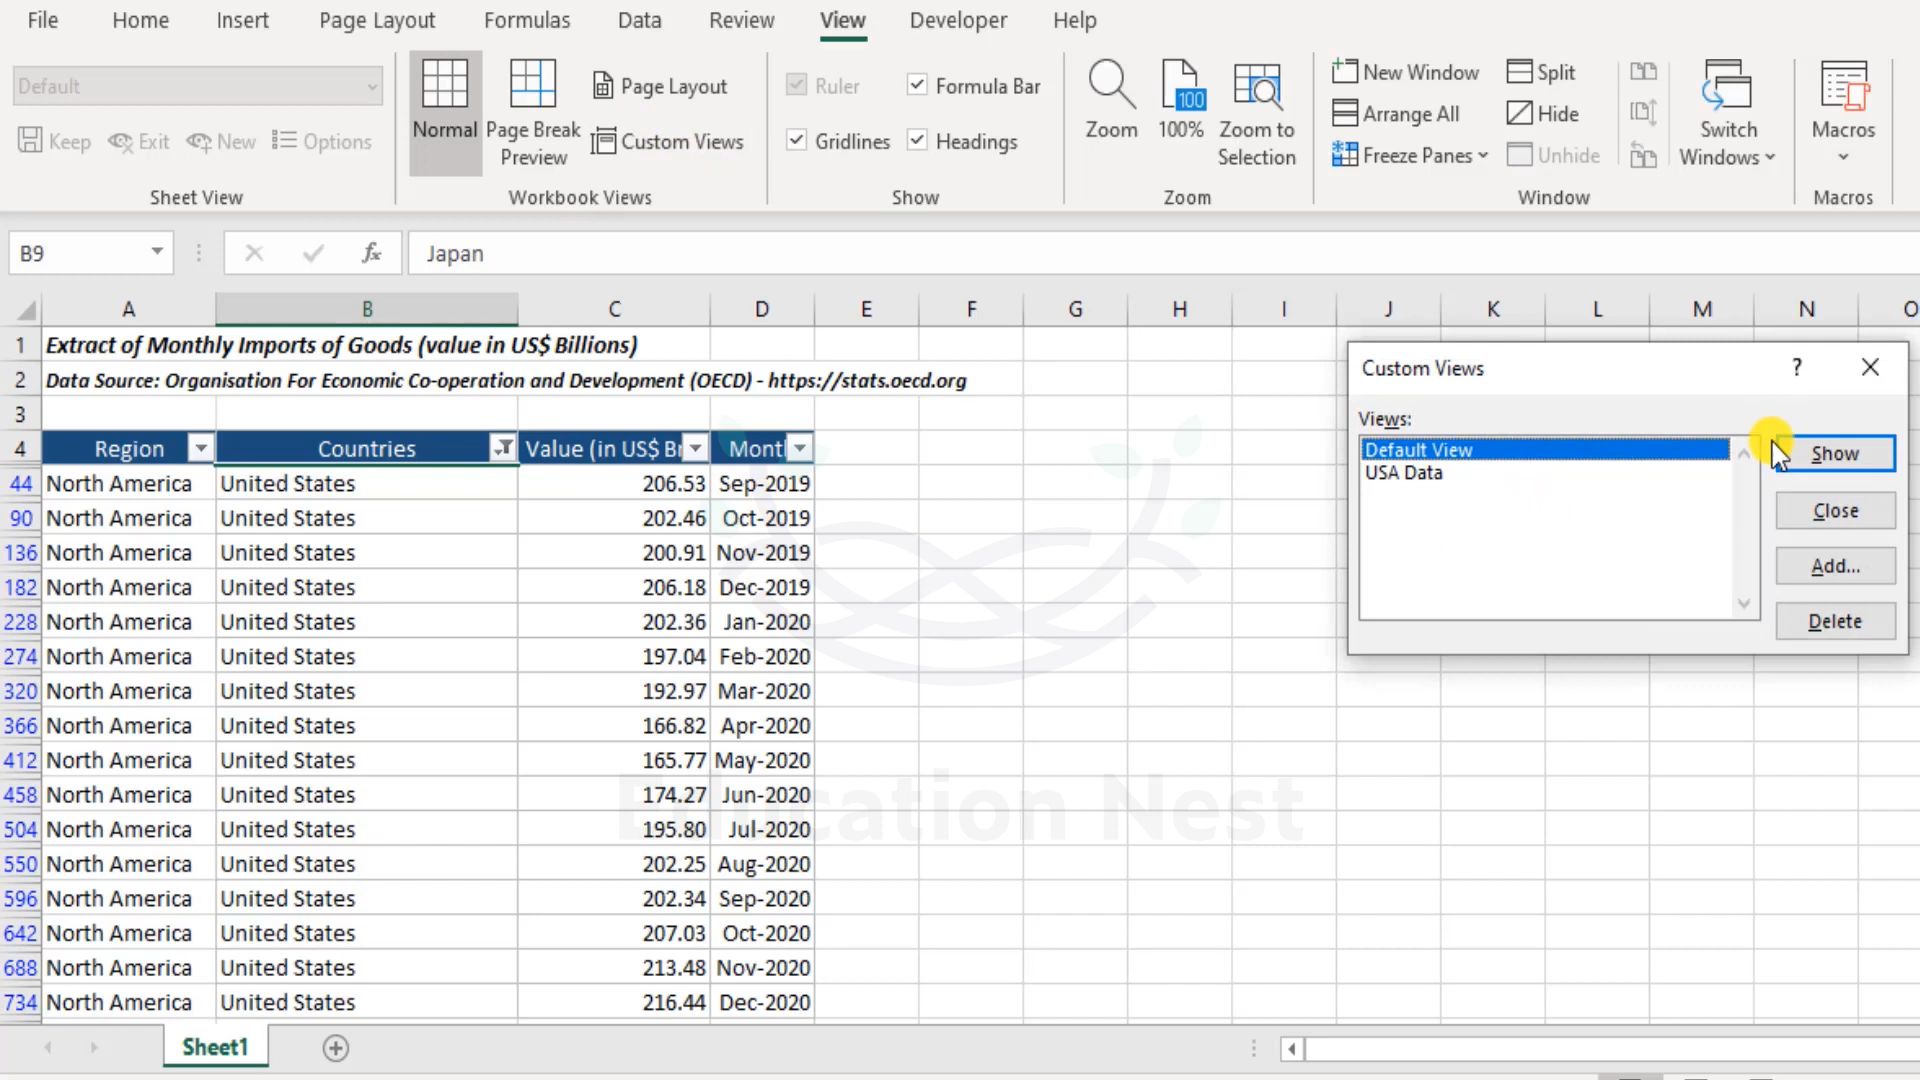 File Home Insert Page Layout Formulas Data Review View Developer Help
Default
Keep Exit New Options
Sheet View
Normal
Page Break Preview
Page Layout
Custom Views
Workbook Views
Ruler Formula Bar
Gridlines Headings
Show
Zoom
100
100%
Zoom to Selection
Zoom
New Window
Arrange All
Freeze Panes
Split
Hide
Unhide
Switch Windows
Window
Macros
Macros
B9 fx Japan
A B C D E F G H I J K L M N O
1 Extract of Monthly Imports of Goods (value in US$ Billions)
2 Data Source: Organisation For Economic Co-operation and Development (OECD) - https://stats.oecd.org
3
4 Region Countries Value (in US$ Br Montl
44 North America United States 206.53 Sep-2019
90 North America United States 202.46 Oct-2019
136 North America United States 200.91 Nov-2019
182 North America United States 206.18 Dec-2019
228 North America United States 202.36 Jan-2020
274 North America United States 197.04 Feb-2020
320 North America United States 192.97 Mar-2020
366 North America United States 166.82 Apr-2020
412 North America United States 165.77 May-2020
458 North America United States 174.27 Jun-2020
504 North America United States 195.80 Jul-2020
550 North America United States 202.25 Aug-2020
596 North America United States 202.34 Sep-2020
642 North America United States 207.03 Oct-2020
688 North America United States 213.48 Nov-2020
734 North America United States 216.44 Dec-2020
Custom Views ?
Views:
Default View
USA Data
Show
Close
Add...
Delete
Education Nest
Sheet1